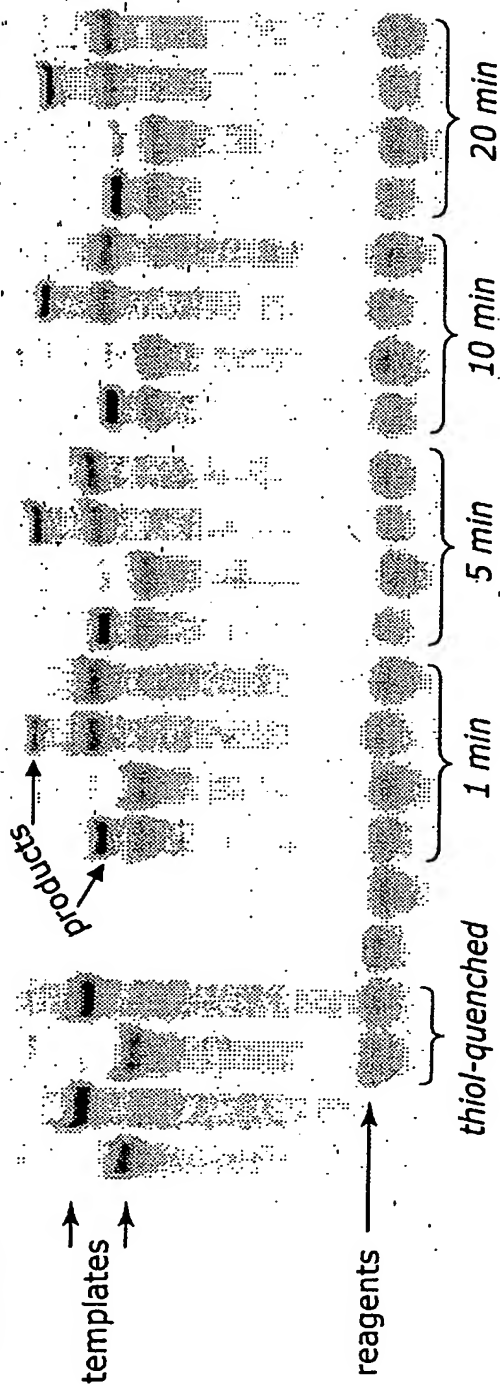 products
templates
reagents
thiol-quenched
1 min
5 min
10 min
20 min